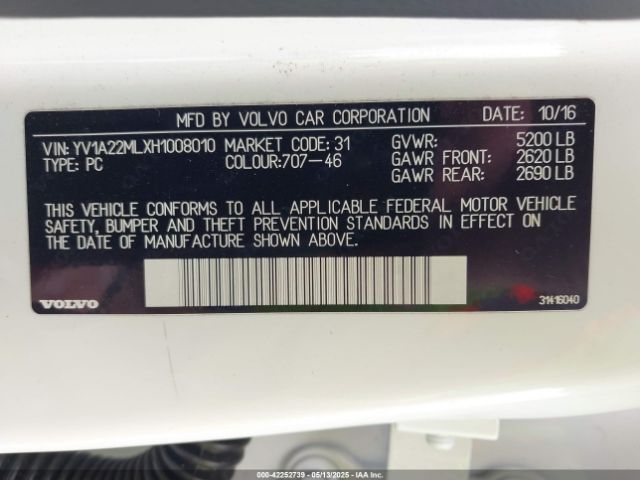 MFD BY VOLVO CAR CORPORATION DATE: 10/16
VIN: YV1A22MLXH1008010 MARKET CODE: 31 GVWR: 5200 LB
TYPE: PC COLOUR:707-46 GAWR FRONT: 2620 LB
GAWR REAR: 2690 LB
THIS VEHICLE CONFORMS TO ALL APPLICABLE FEDERAL MOTOR VEHICLE
SAFETY, BUMPER AND THEFT PREVENTION STANDARDS IN EFFECT ON
THE DATE OF MANUFACTURE SHOWN ABOVE.
VOLVO 31416040
000-42252739 - 05/13/2025 - IAA Inc.